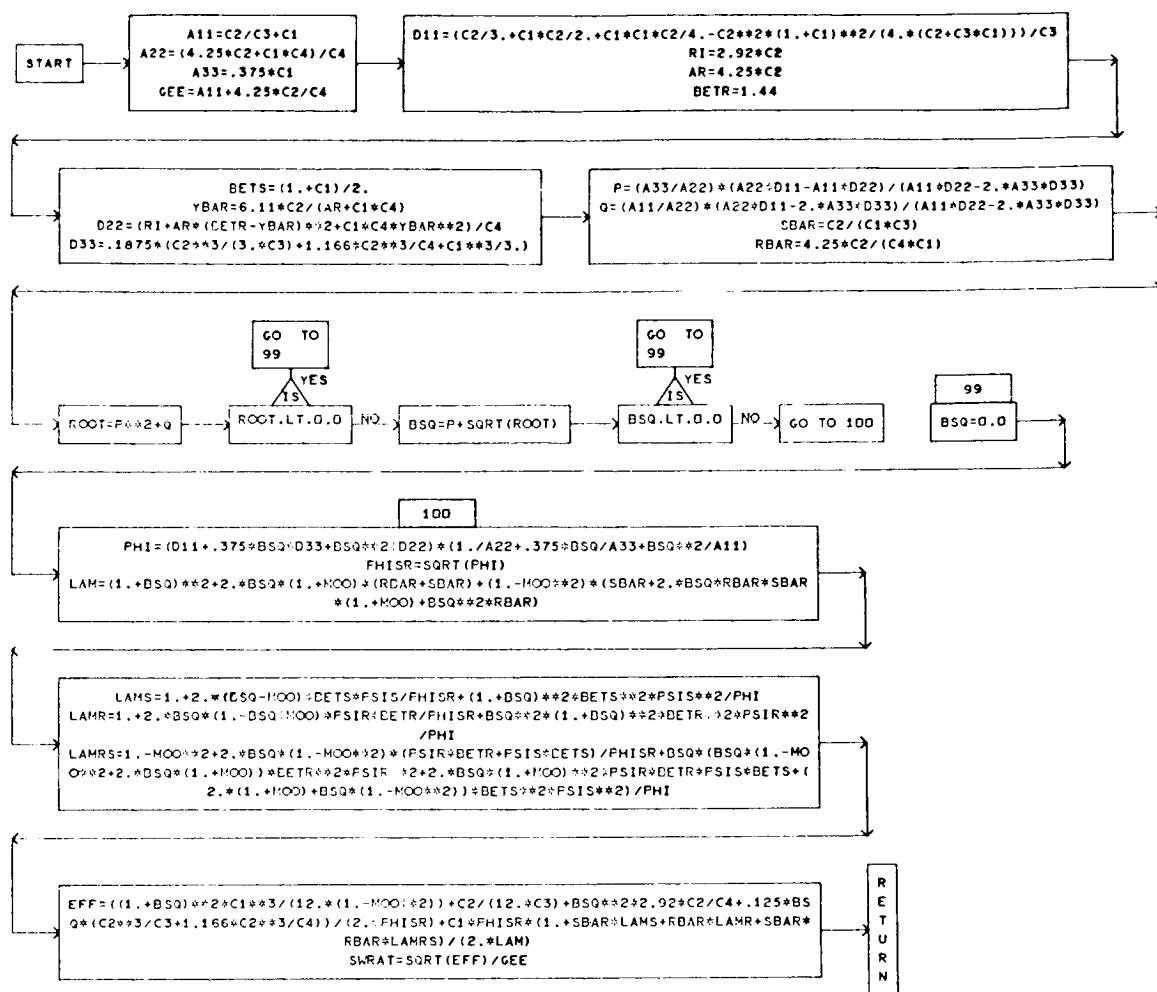 START
A11=C2/C3+C1
A22=(4.25*C2+C1*C4)/C4
A33=.375*C1
GEE=A11+4.25*C2/C4
D11=(C2/3.+C1*C2/2.+C1*C1*C2/4.-C2**2*(1.+C1)**2/(4.*(C2+C3*C1)))/C3
RI=2.92*C2
AR=4.25*C2
BETR=1.44
BETS=(1.+C1)/2.
YBAR=6.11*C2/(AR+C1*C4)
D22=(RI+AR*(BETR-YBAR)**2+C1*C4*YBAR**2)/C4
D33=.1875*(C2**3/(3.*C3)+1.166*C2**3/C4+C1**3/3.)
P=(A33/A22)*(A22*D11-A11*D22)/(A11*D22-2.*A33*D33)
Q=(A11/A22)*(A22*D11-2.*A33*D33)/(A11*D22-2.*A33*D33)
SBAR=C2/(C1*C3)
RBAR=4.25*C2/(C4*C1)
GO TO
99
YES
IS
ROOT=P**2+Q
ROOT.LT.0.0
NO
BSQ=P+SQRT(ROOT)
GO TO
99
YES
IS
BSQ.LT.0.0
NO
GO TO 100
99
BSQ=0.0
100
PHI=(D11+.375*BSQ*D33+BSQ**2*D22)*(1./A22+.375*BSQ/A33+BSQ**2/A11)
PHISR=SQRT(PHI)
LAM=(1.+BSQ)**2+2.*BSQ*(1.+MOO)*(RBAR+SBAR)+(1.-MOO**2)*(SBAR+2.*BSQ*RBAR*SBAR
*(1.+MOO)+BSQ**2*RBAR)
LAMS=1.+2.*(BSQ-MOO)*BETS*PSIS/PHISR+(1.+BSQ)**2*BETS**2*PSIS**2/PHI
LAMR=1.+2.*BSQ*(1.-BSQ*MOO)*PSIR*BETR/PHISR+BSQ**2*(1.+BSQ)**2*BETR**2*PSIR**2
/PHI
LAMRS=1.-MOO**2+2.*BSQ*(1.-MOO**2)*(PSIR*BETR+PSIS*BETS)/PHISR+BSQ*(BSQ*(1.-MO
O**2+2.*BSQ*(1.+MOO))*BETR**2*PSIR**2+2.*BSQ*(1.+MOO)**2*PSIR*BETR*PSIS*BETS+(
2.*(1.+MOO)+BSQ*(1.-MOO**2))*BETS**2*PSIS**2)/PHI
EFF=((1.+BSQ)**2*C1**3/(12.*(1.-MOO**2))+C2/(12.*C3)+BSQ**2*2.92*C2/C4+.125*BS
Q*(C2**3/C3+1.166*C2**3/C4))/(2.*PHISR)+C1*PHISR*(1.+SBAR*LAMS+RBAR*LAMR+SBAR*
RBAR*LAMRS)/(2.*LAM)
SWRAT=SQRT(EFF)/GEE
RETURN